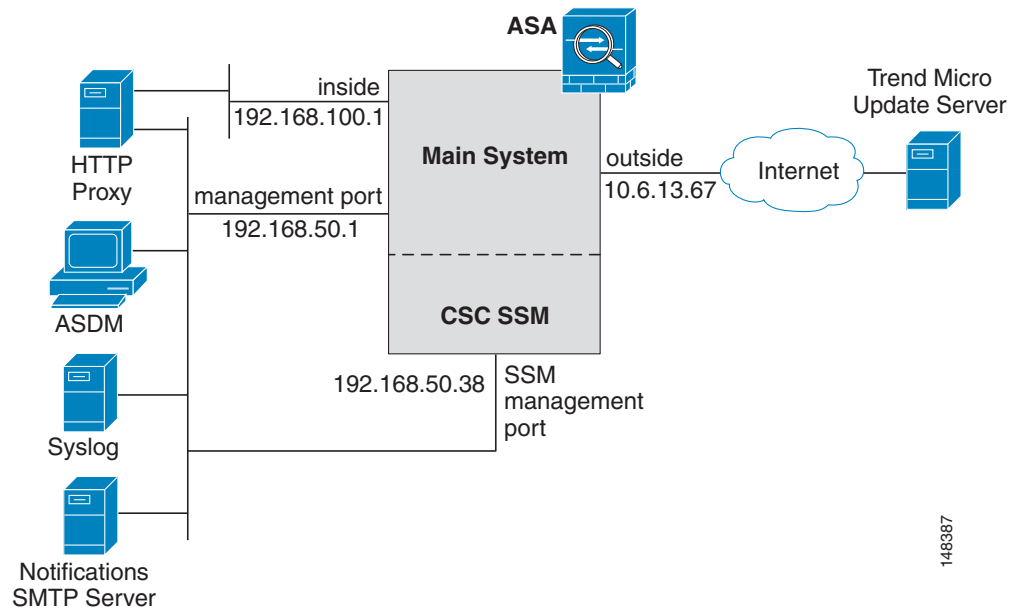 ASA
Trend Micro
Update Server
inside
192.168.100.1
HTTP
Proxy
Main System
outside
10.6.13.67
Internet
management port
192.168.50.1
ASDM
CSC SSM
192.168.50.38
SSM
management
port
Syslog
Notifications
SMTP Server
148387